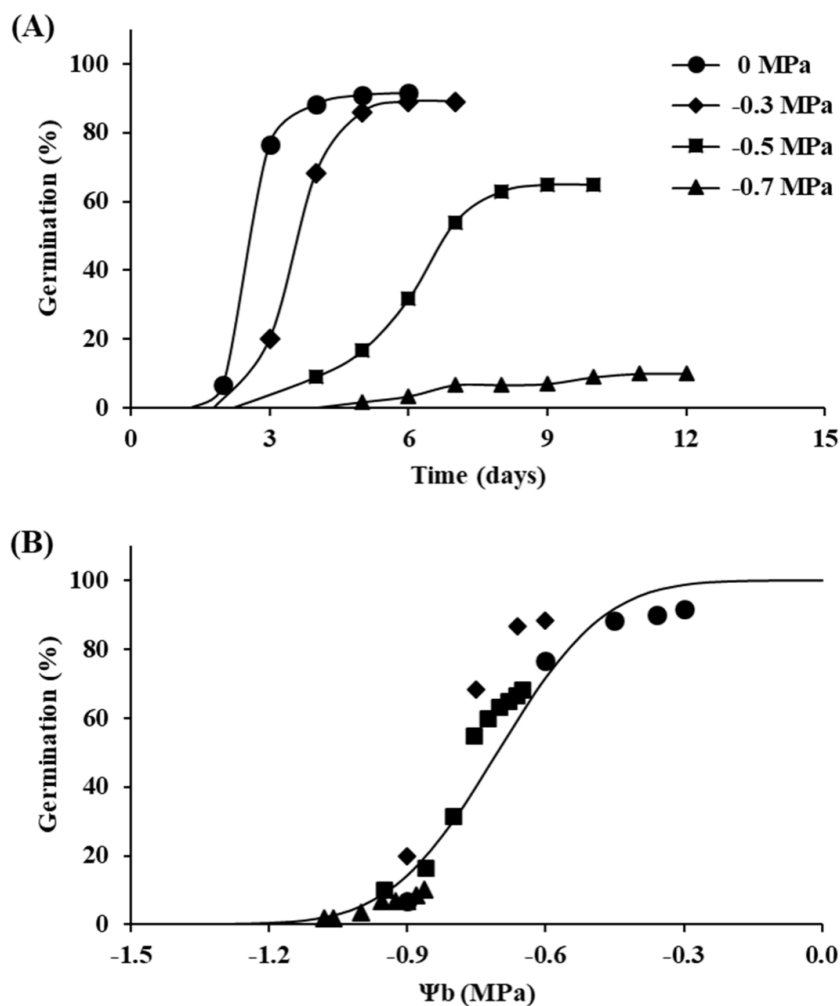 (A)
100
80
60
40
20
0
Germination (%)
0 MPa
-0.3 MPa
-0.5 MPa
-0.7 MPa
0 3 6 9 12 15
Time (days)
(B)
100
80
60
40
20
0
Germination (%)
-1.5 -1.2 -0.9 -0.6 -0.3 0.0
Ψb (MPa)